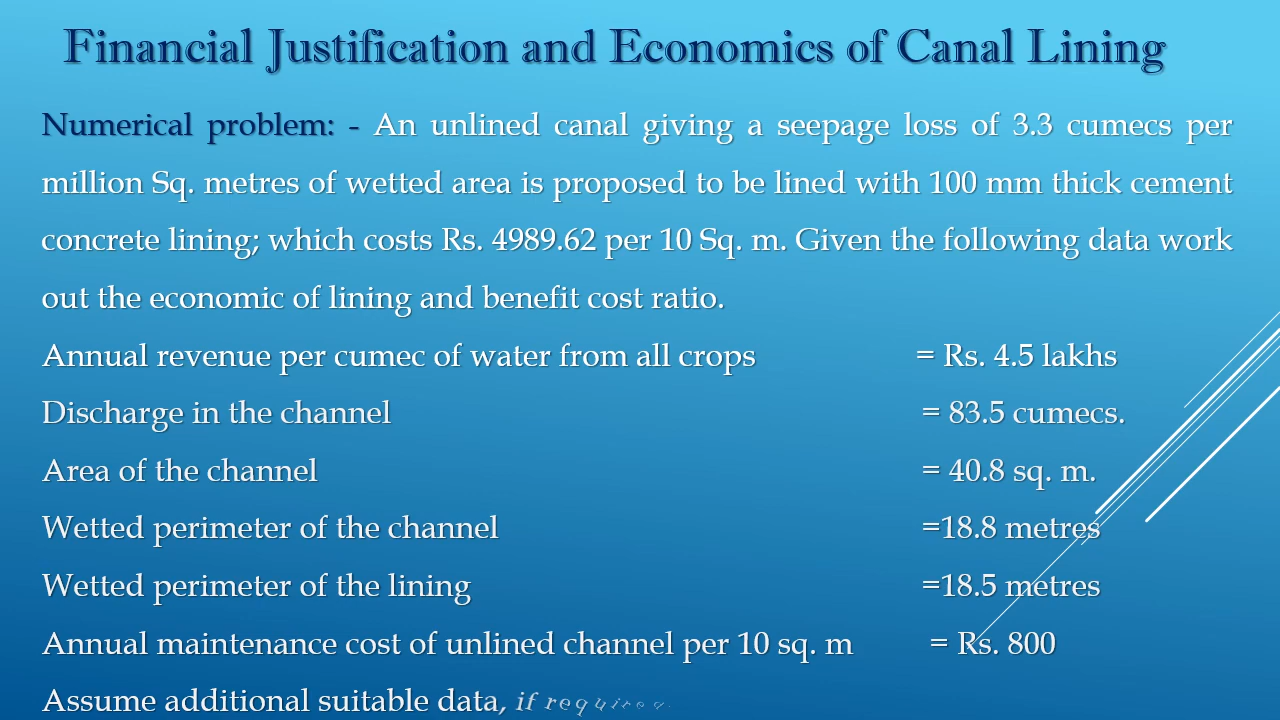 Financial Justification and Economics of Canal Lining
Numerical problem: - An unlined canal giving a seepage loss of 3.3 cumecs per
million Sq. metres of wetted area is proposed to be lined with 100 mm thick cement
concrete lining; which costs Rs. 4989.62 per 10 Sq. m. Given the following data work
out the economic of lining and benefit cost ratio.
Annual revenue per cumec of water from all crops = Rs. 4.5 lakhs
Discharge in the channel = 83.5 cumecs.
Area of the channel = 40.8 sq. m.
Wetted perimeter of the channel =18.8 metres
Wetted perimeter of the lining =18.5 metres
Annual maintenance cost of unlined channel per 10 sq. m = Rs. 800
Assume additional suitable data, if required.